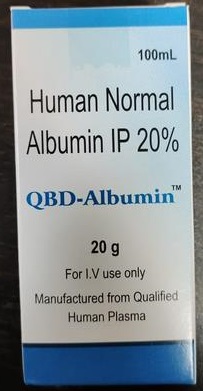 100mL
Human Normal
Albumin IP 20%
QBD-Albumin™
20 g
For I.V use only
Manufactured from Qualified
Human Plasma